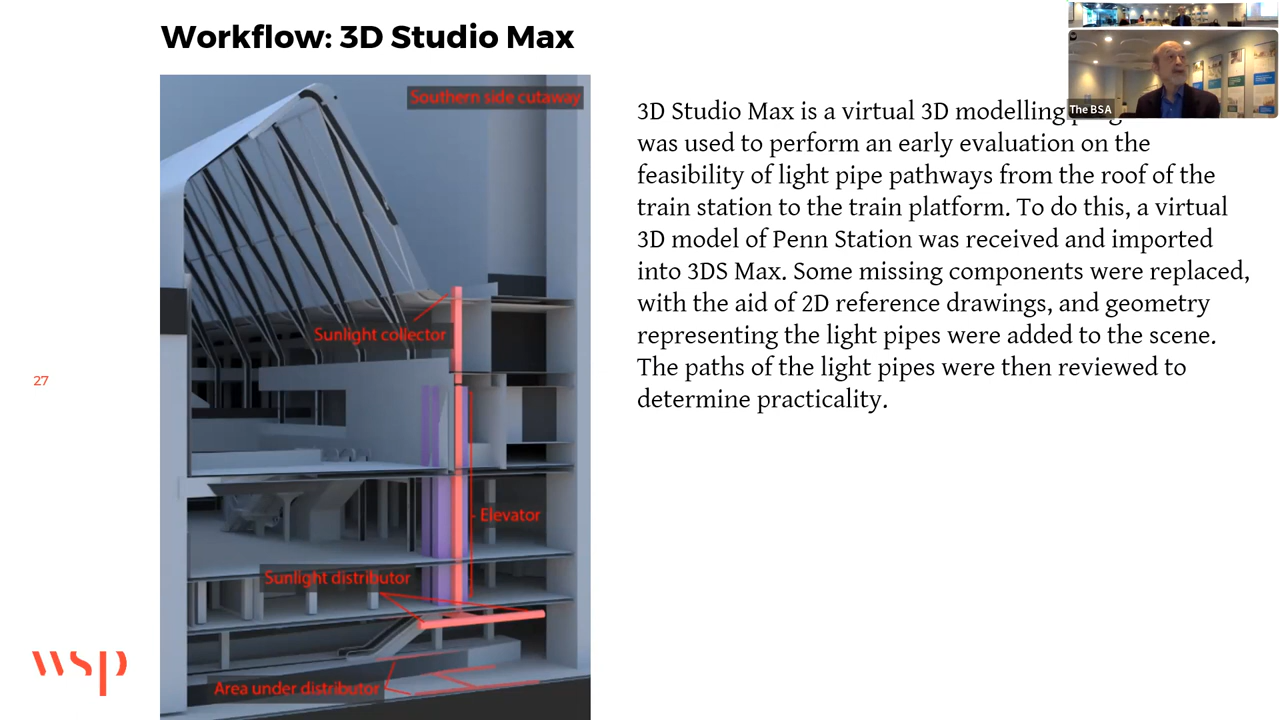 Workflow: 3D Studio Max
Southern side cutaway
Sunlight collector
Elevator
Sunlight distributor
Area under distributor
3D Studio Max is a virtual 3D modelling
was used to perform an early evaluation on the
feasibility of light pipe pathways from the roof of the
train station to the train platform. To do this, a virtual
3D model of Penn Station was received and imported
into 3DS Max. Some missing components were replaced,
with the aid of 2D reference drawings, and geometry
representing the light pipes were added to the scene.
The paths of the light pipes were then reviewed to
determine practicality.
The BSA
27
wsp